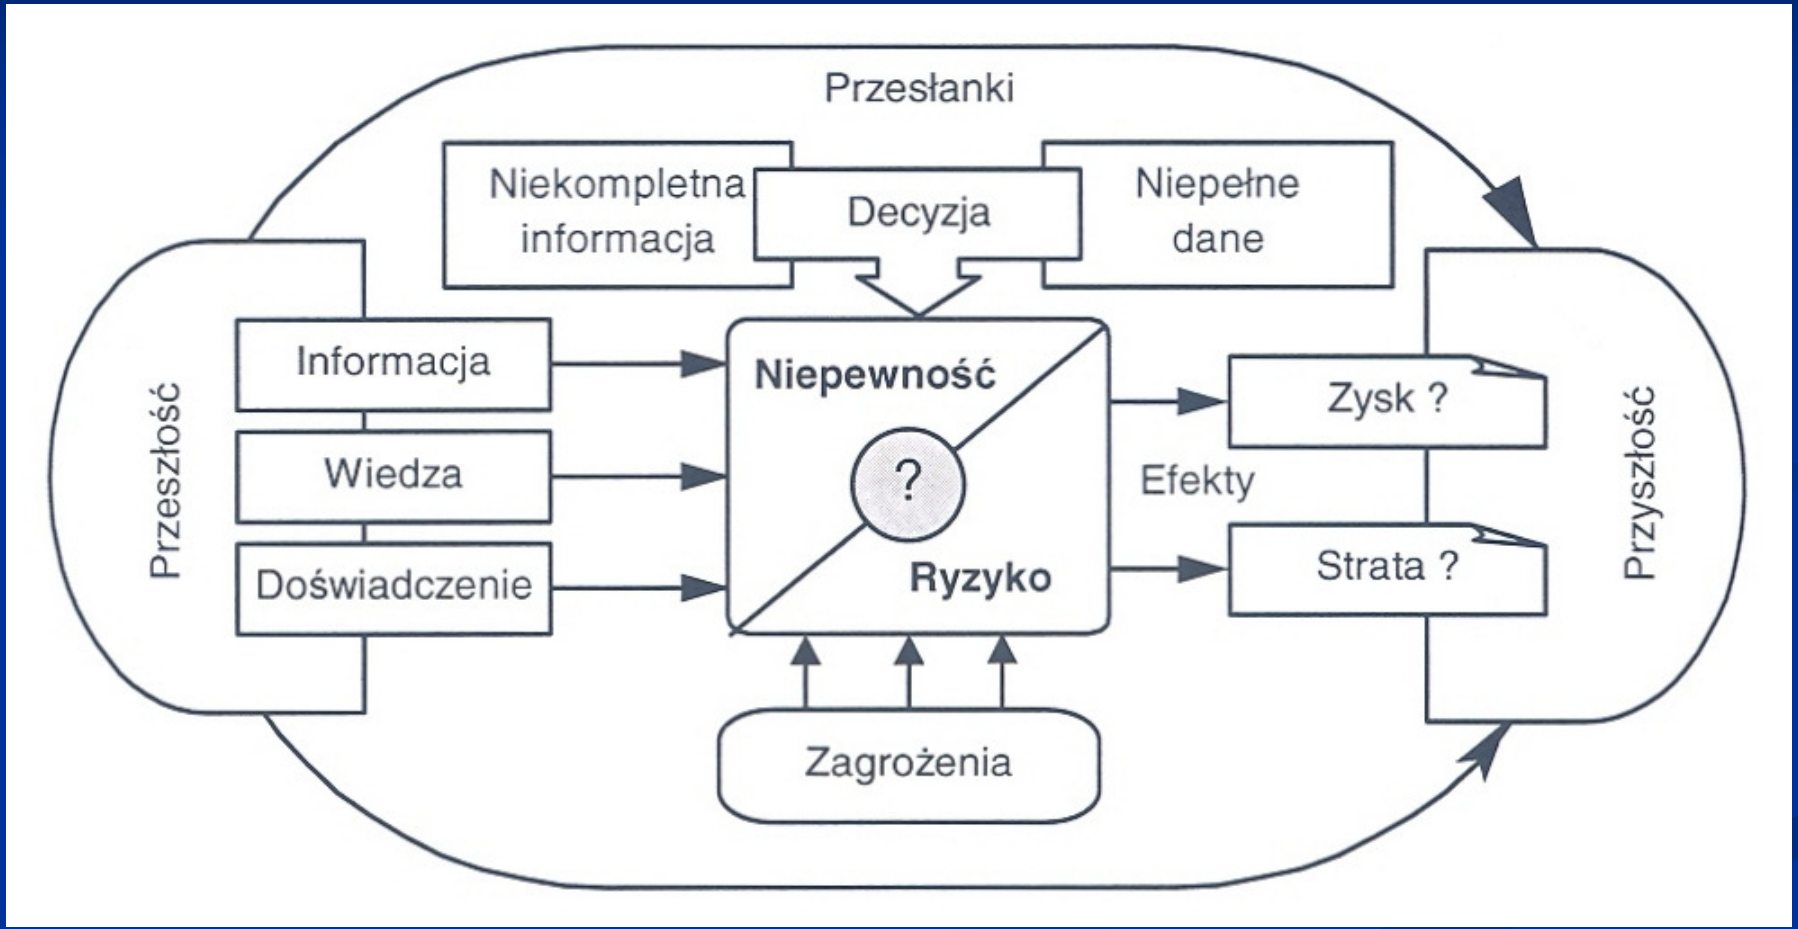 Przesłanki
Niekompletna
informacja
Decyzja
Niepełne
dane
Przeszłość
Informacja
Wiedza
Doświadczenie
Niepewność
?
Ryzyko
Zysk ?
Efekty
Strata ?
Przyszłość
Zagrożenia